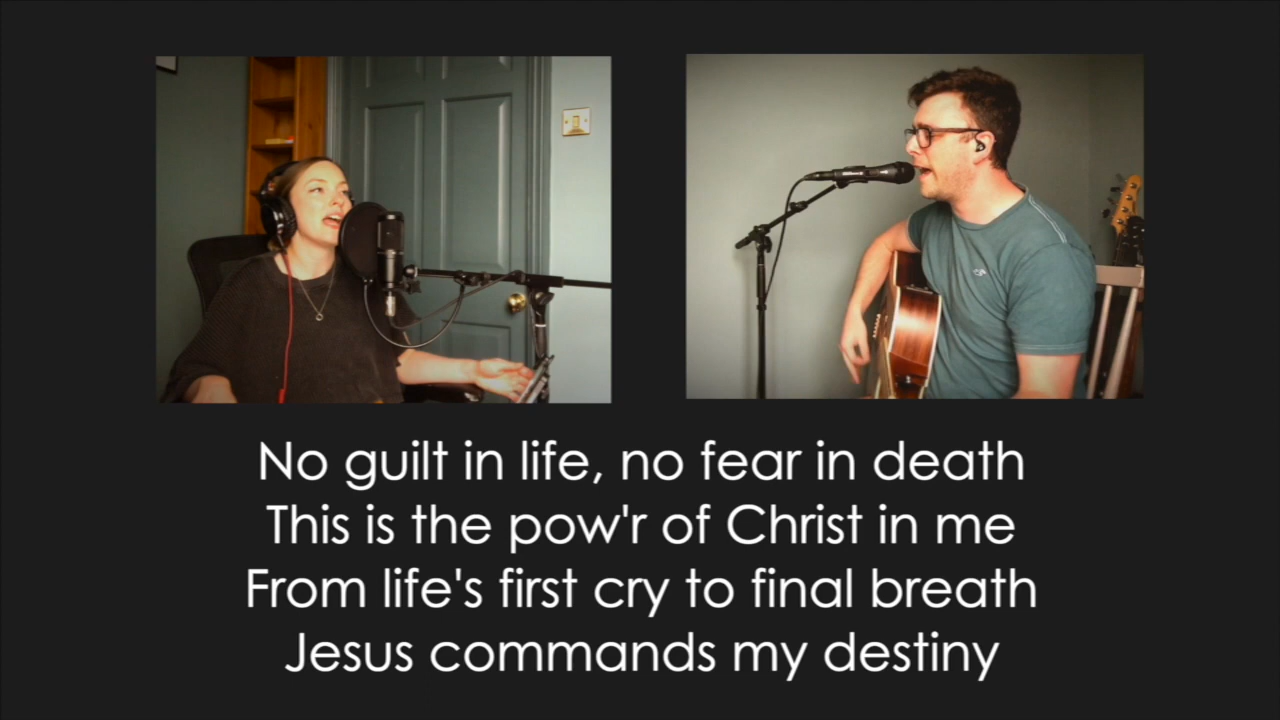 No guilt in life, no fear in death
This is the pow'r of Christ in me
From life's first cry to final breath
Jesus commands my destiny